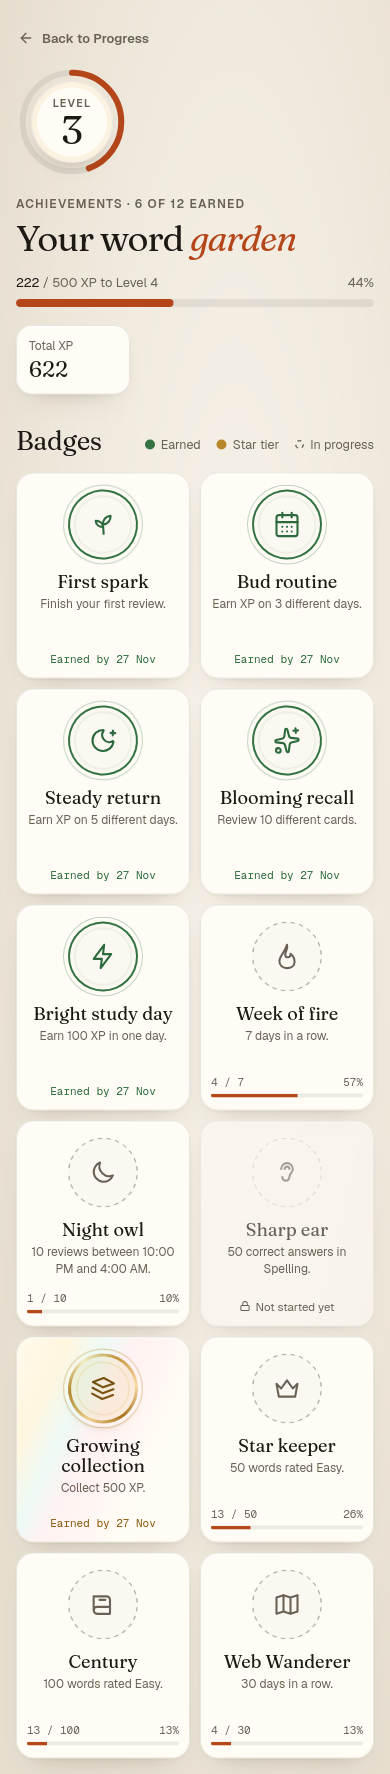 Back to Progress
LEVEL
3
ACHIEVEMENTS · 6 OF 12 EARNED
Your word garden
222 / 500 XP to Level 4
44%
Total XP
622
Badges
Earned
Star tier
In progress
First spark
Finish your first review.
Earned by 27 Nov
Bud routine
Earn XP on 3 different days.
Earned by 27 Nov
Steady return
Earn XP on 5 different days.
Earned by 27 Nov
Blooming recall
Review 10 different cards.
Earned by 27 Nov
Bright study day
Earn 100 XP in one day.
Earned by 27 Nov
Week of fire
7 days in a row.
4 / 7
57%
Night owl
10 reviews between 10:00
PM and 4:00 AM.
1 / 10
10%
Sharp ear
50 correct answers in
Spelling.
Not started yet
Growing
collection
Collect 500 XP.
Earned by 27 Nov
Star keeper
50 words rated Easy.
13 / 50
26%
Century
100 words rated Easy.
13 / 100
13%
Web Wanderer
30 days in a row.
4 / 30
13%